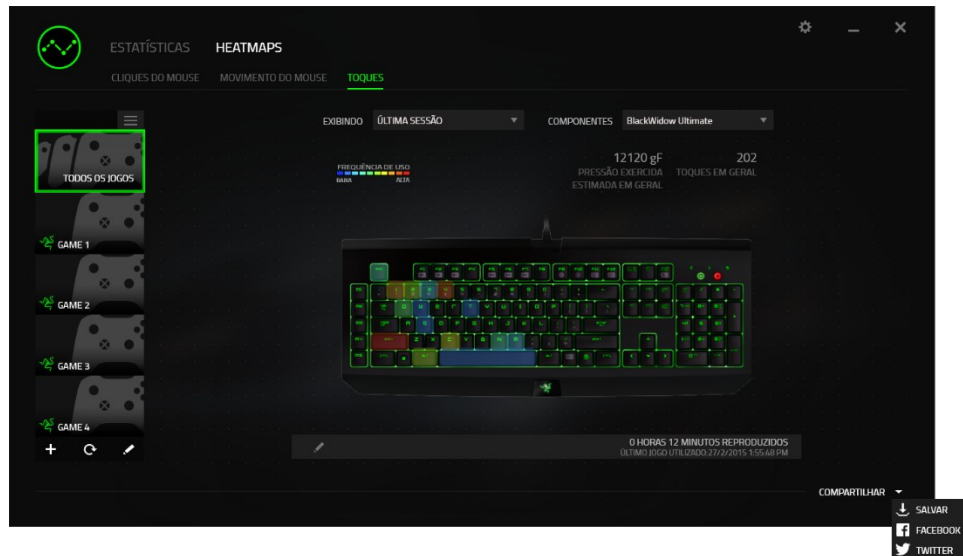 ESTATÍSTICAS HEATMAPS
CLIQUES DO MOUSE MOVIMENTO DO MOUSE TOQUES
EXIBINDO ÚLTIMA SESSÃO COMPONENTES BlackWidow Ultimate
TODOS OS JOGOS
FREQUÊNCIA DE USO
RARA ALTA
12120 gF 202
PRESSÃO EXERCIDA TOQUES EM GERAL
ESTIMADA EM GERAL
GAME 1
GAME 2
GAME 3
GAME 4
0 HORAS 12 MINUTOS REPRODUZIDOS
ÚLTIMO JOGO UTILIZADO:27/2/2015 1:55:48 PM
COMPARTILHAR
SALVAR
FACEBOOK
TWITTER